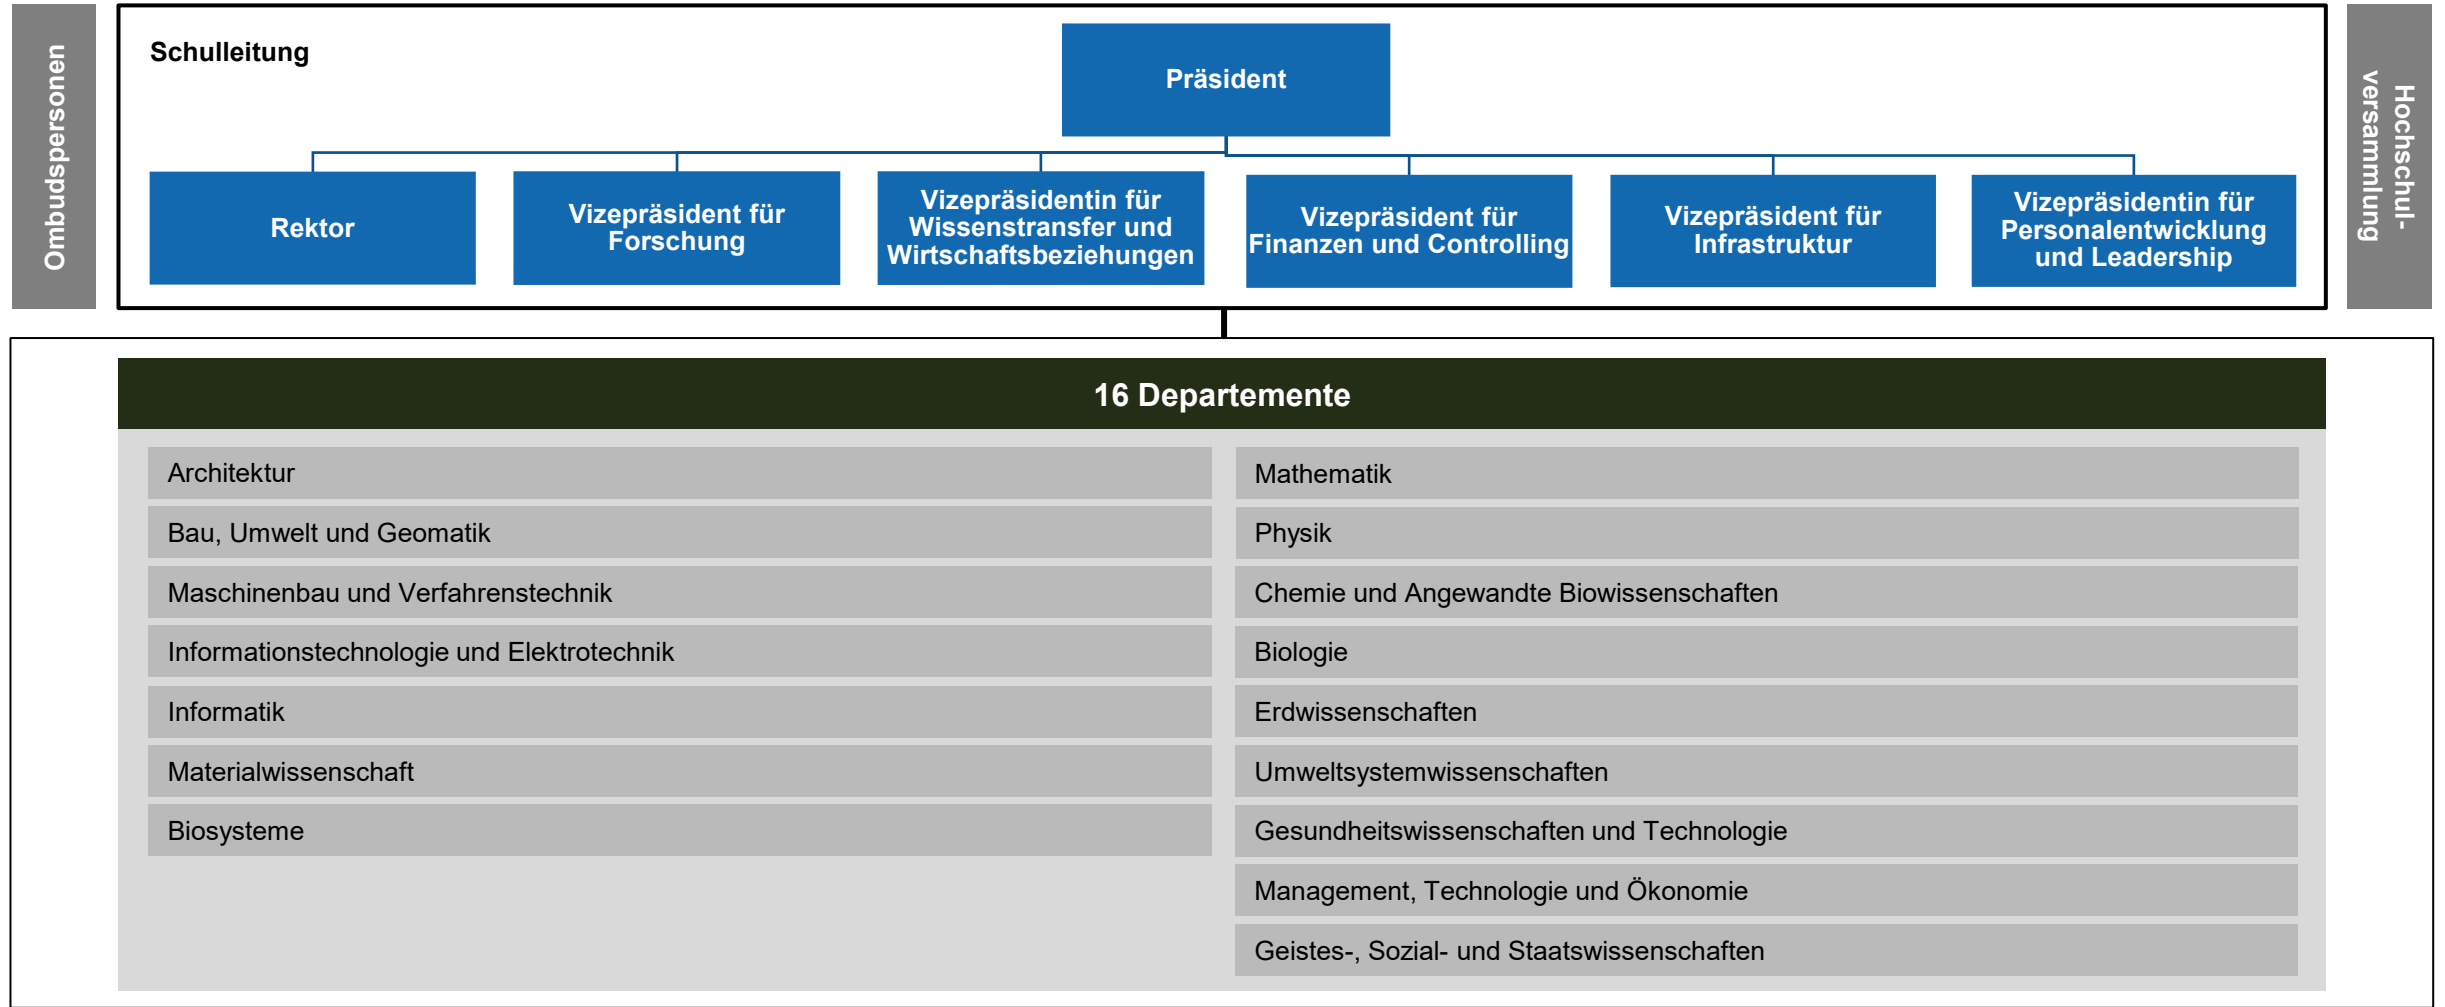 Ombudspersonen
Schulleitung
Präsident
Rektor
Vizepräsident für
Forschung
Vizepräsidentin für
Wissenstransfer und
Wirtschaftsbeziehungen
Vizepräsident für
Finanzen und Controlling
Vizepräsident für
Infrastruktur
Vizepräsidentin für
Personalentwicklung
und Leadership
Hochschul-
versammlung
16 Departemente
Architektur
Bau, Umwelt und Geomatik
Maschinenbau und Verfahrenstechnik
Informationstechnologie und Elektrotechnik
Informatik
Materialwissenschaft
Biosysteme
Mathematik
Physik
Chemie und Angewandte Biowissenschaften
Biologie
Erdwissenschaften
Umweltsystemwissenschaften
Gesundheitswissenschaften und Technologie
Management, Technologie und Ökonomie
Geistes-, Sozial- und Staatswissenschaften